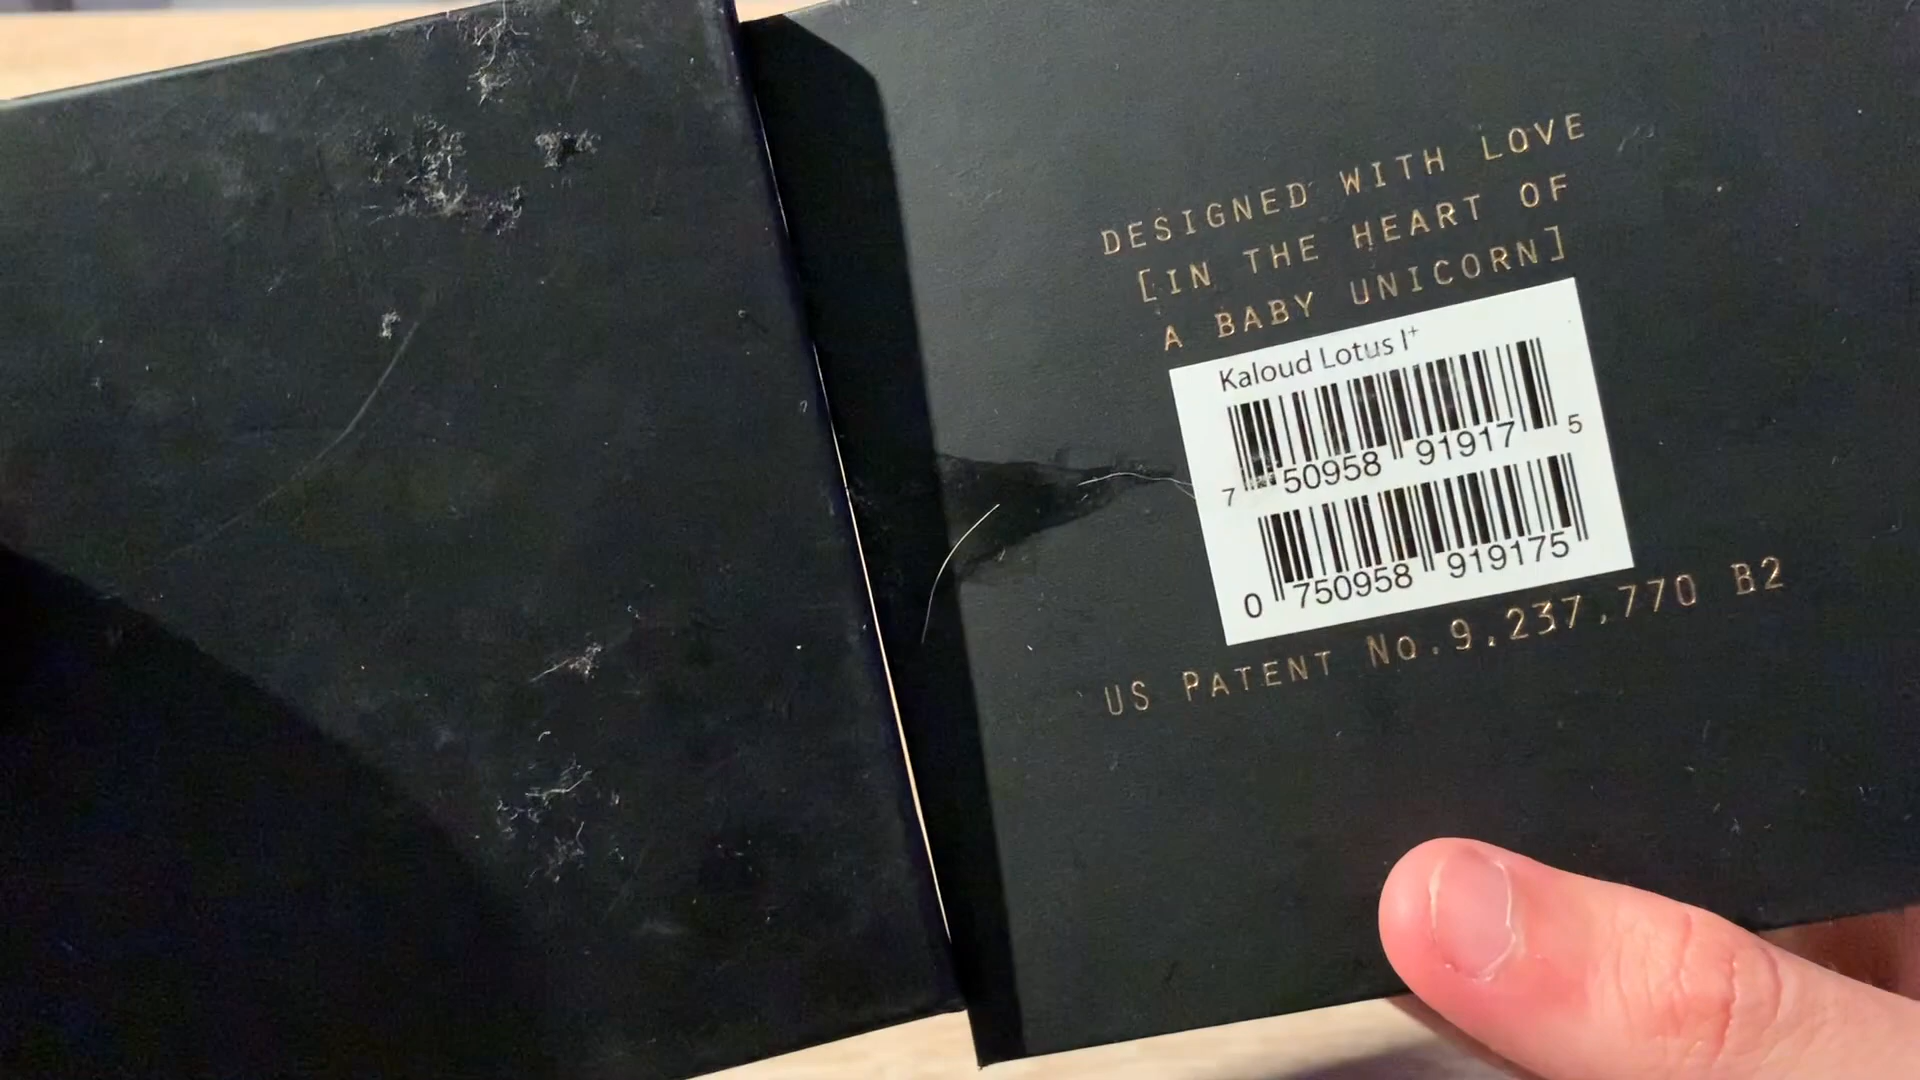 DESIGNED WITH LOVE
[IN THE HEART OF
A BABY UNICORN]
Kaloud Lotus I⁺
7 50958 91917 5
0 750958 919175
US PATENT No.9,237,770 B2